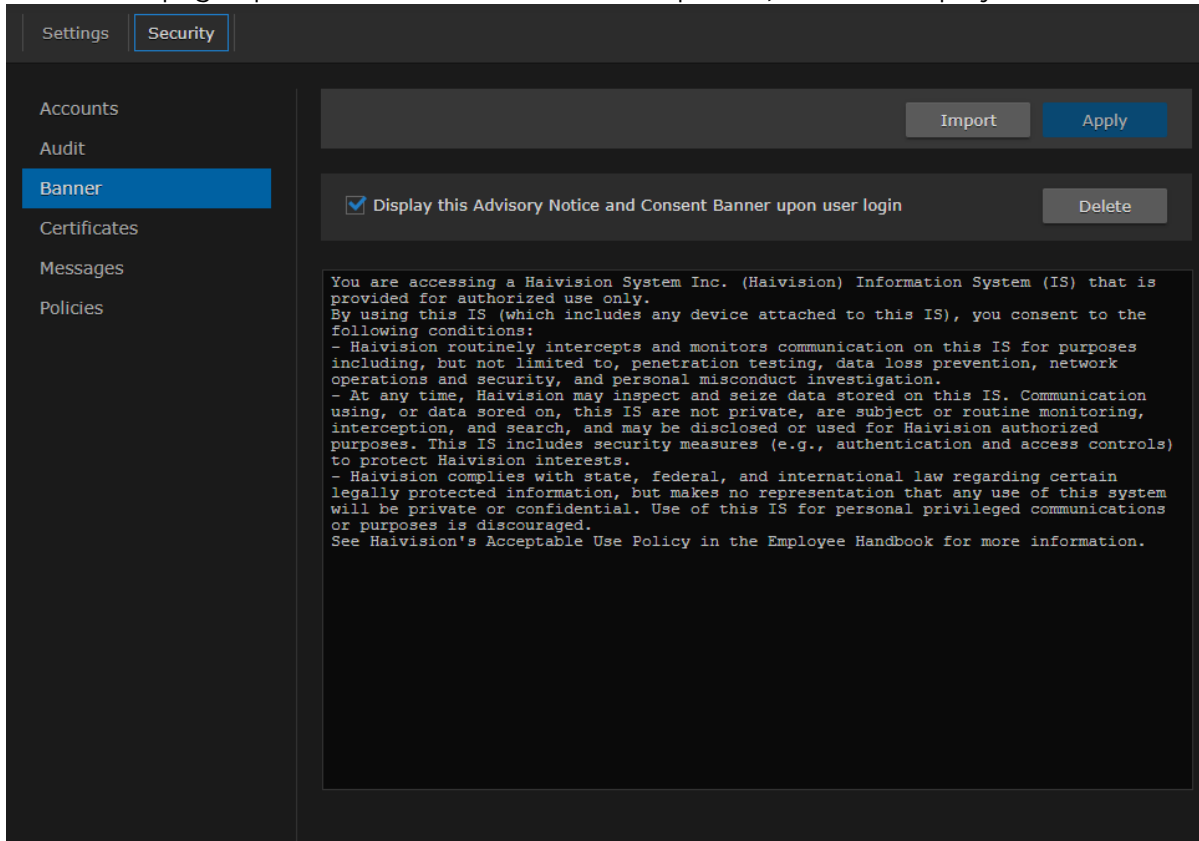 Settings
Security
Accounts
Audit
Banner
Certificates
Messages
Policies
Import
Apply
Display this Advisory Notice and Consent Banner upon user login
Delete
You are accessing a Haivision System Inc. (Haivision) Information System (IS) that is
provided for authorized use only.
By using this IS (which includes any device attached to this IS), you consent to the
following conditions:
- Haivision routinely intercepts and monitors communication on this IS for purposes
including, but not limited to, penetration testing, data loss prevention, network
operations and security, and personal misconduct investigation.
- At any time, Haivision may inspect and seize data stored on this IS. Communication
using, or data sored on, this IS are not private, are subject or routine monitoring,
interception, and search, and may be disclosed or used for Haivision authorized
purposes. This IS includes security measures (e.g., authentication and access controls)
to protect Haivision interests.
- Haivision complies with state, federal, and international law regarding certain
legally protected information, but makes no representation that any use of this system
will be private or confidential. Use of this IS for personal privileged communications
or purposes is discouraged.
See Haivision's Acceptable Use Policy in the Employee Handbook for more information.